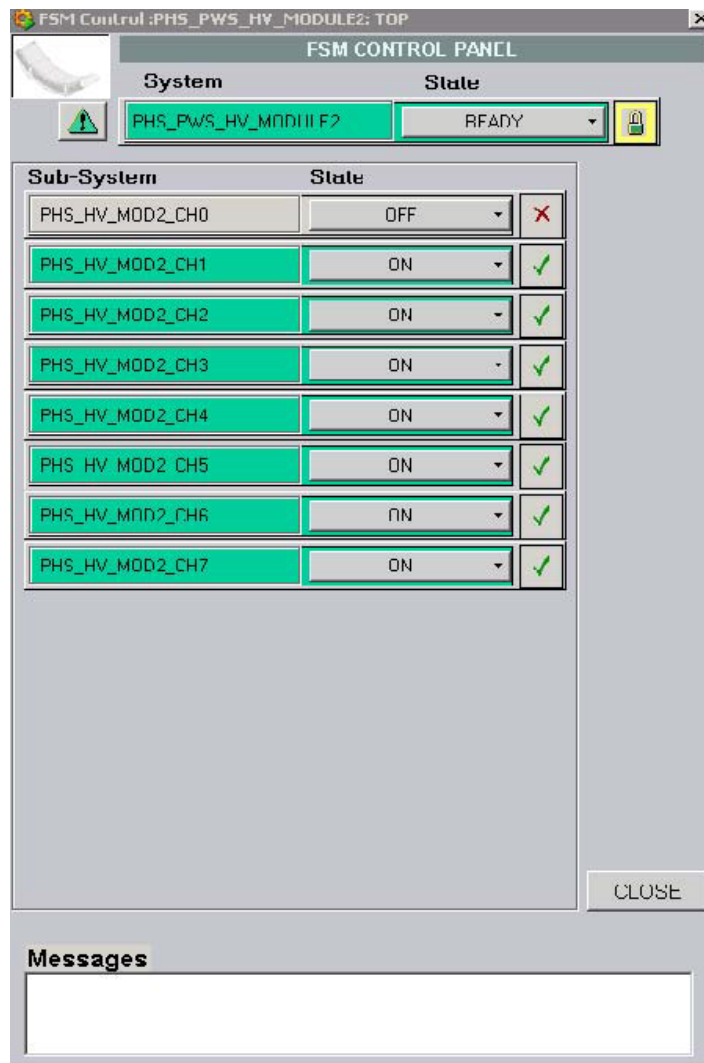 FSM Control :PHS_PWS_HV_MODULE2: TOP
FSM CONTROL PANEL
System State
PHS_PWS_HV_MODULE2 READY
Sub-System State
PHS_HV_MOD2_CH0 OFF
PHS_HV_MOD2_CH1 ON
PHS_HV_MOD2_CH2 ON
PHS_HV_MOD2_CH3 ON
PHS_HV_MOD2_CH4 ON
PHS_HV_MOD2_CH5 ON
PHS_HV_MOD2_CH6 ON
PHS_HV_MOD2_CH7 ON
CLOSE
Messages